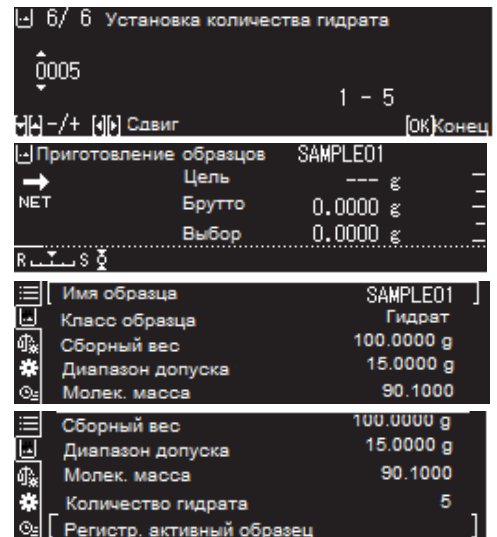 6/ 6 Установка количества гидрата
0005
1 - 5
-/+ Сдвиг [OK]Конец
Приготовление образцов SAMPLE01
Цель --- g
NET Брутто 0.0000 g
Выбор 0.0000 g
R S
[ Имя образца SAMPLE01 ]
Класс образца Гидрат
Сборный вес 100.0000 g
Диапазон допуска 15.0000 g
Молек. масса 90.1000
Сборный вес 100.0000 g
Диапазон допуска 15.0000 g
Молек. масса 90.1000
Количество гидрата 5
[ Регистр. активный образец ]